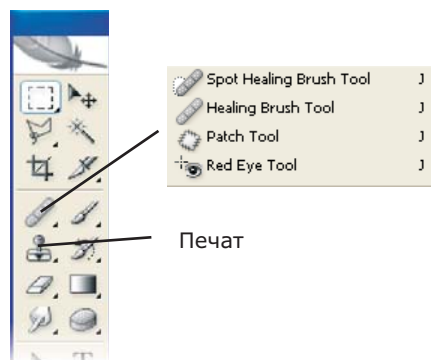 Spot Healing Brush Tool J
Healing Brush Tool J
Patch Tool J
Red Eye Tool J
Печат
T